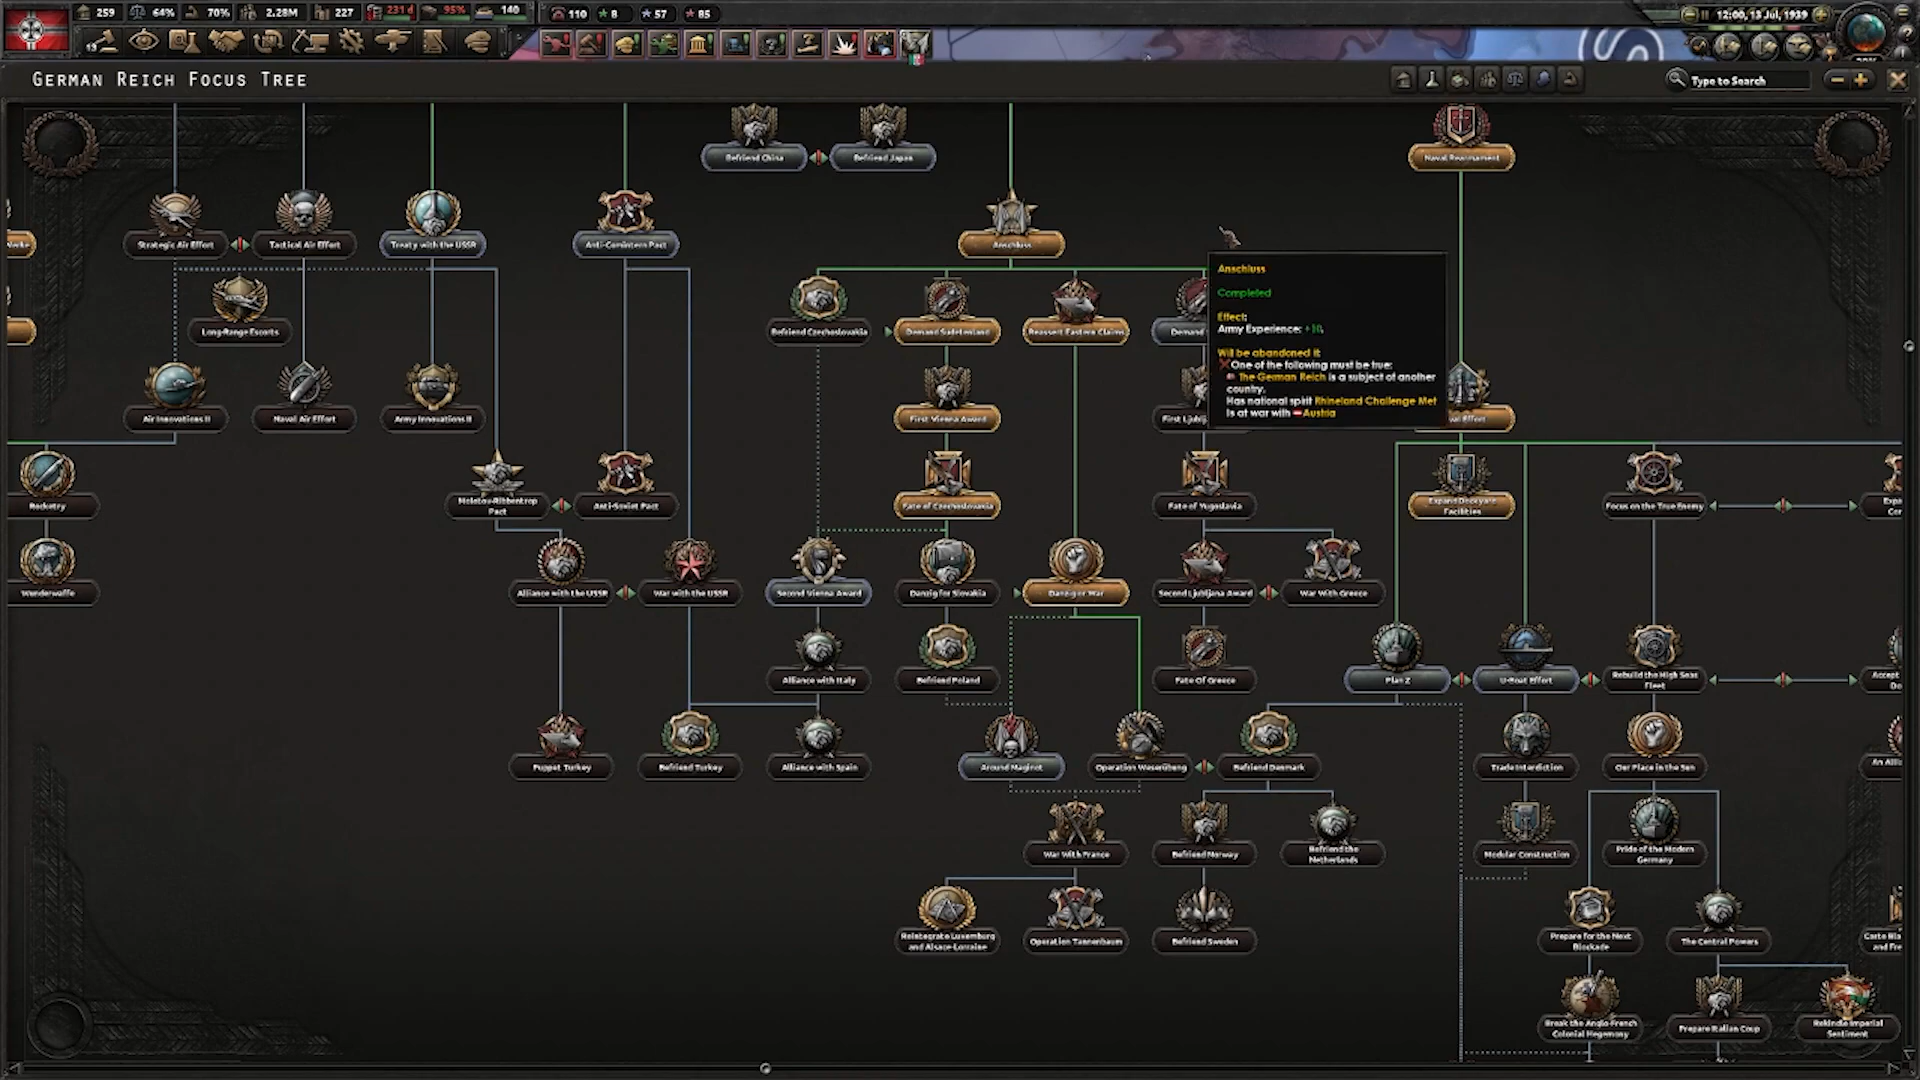 259 64% 70% 2.28M 227 231 d 95% 140 110 8 57 85 12:00, 13 Jul, 1939
13
German Reich Focus Tree
Type to Search
Befriend China
Befriend Japan
Naval Rearmament
Strategic Air Effort
Tactical Air Effort
Treaty with the USSR
Anti-Comintern Pact
Anschluss
Anschluss
Completed
Effect:
Army Experience: +10,
Will be abandoned if:
One of the following must be true:
The German Reich is a subject of another
country.
Has national spirit Rhineland Challenge Met
Is at war with Austria
Long-Range Escorts
Befriend Czechoslovakia
Demand Sudetenland
Reassert Eastern Claims
Demand
Air Innovations II
Naval Air Effort
Army Innovations II
First Vienna Award
First Ljublj
Rocketry
Molotov-Ribbentrop
Pact
Anti-Soviet Pact
Fate of Czechoslovakia
Fate of Yugoslavia
Expand Dockyard
Facilities
Focus on the True Enemy
Wunderwaffe
Alliance with the USSR
War with the USSR
Second Vienna Award
Danzig for Slovakia
Danzig or War
Second Ljubljana Award
War With Greece
Alliance with Italy
Befriend Poland
Fate Of Greece
Plan Z
U-Boat Effort
Rebuild the High Seas
Fleet
Accept
Puppet Turkey
Befriend Turkey
Alliance with Spain
Around Maginot
Operation Weserübung
Befriend Denmark
Trade Interdiction
Our Place in the Sun
War With France
Befriend Norway
Befriend the
Netherlands
Modular Construction
Pride of the Modern
Germany
Reintegrate Luxemburg
and Alsace-Lorraine
Operation Tannenbaum
Befriend Sweden
Prepare for the Next
Blockade
The Central Powers
Break the Anglo-French
Colonial Hegemony
Prepare Italian Coup
Rekindle Imperial
Sentiment